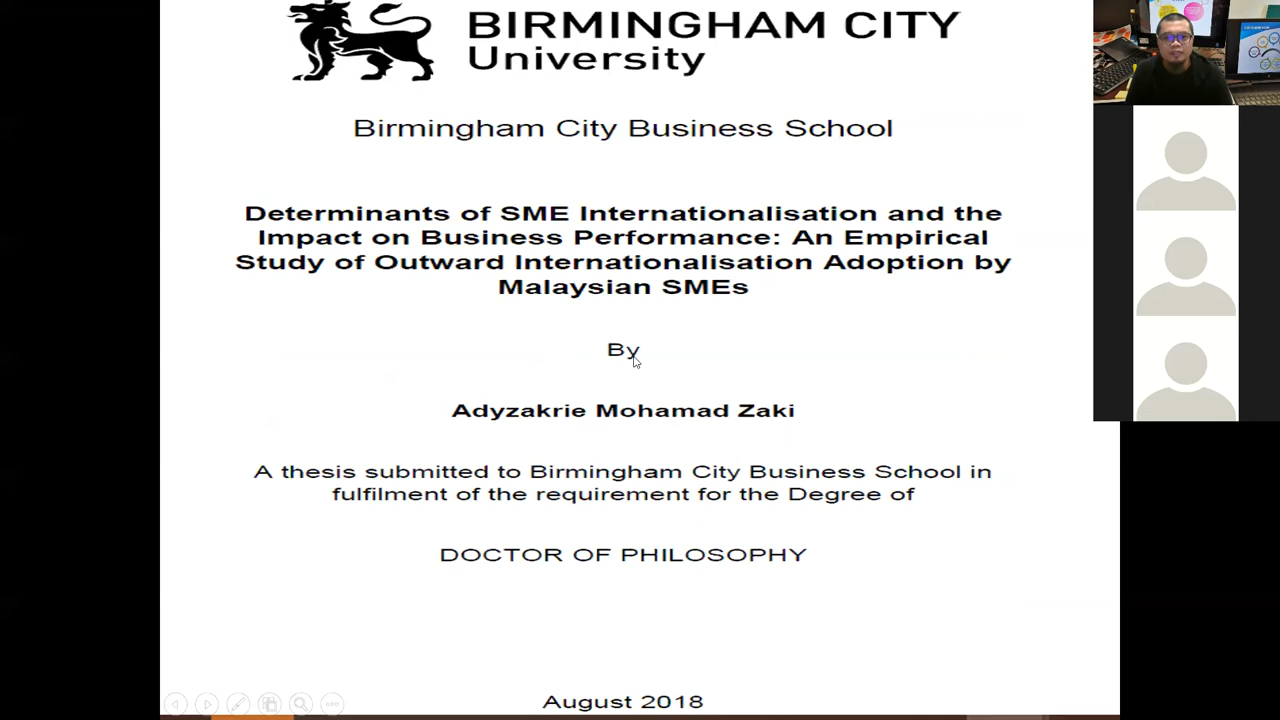 BIRMINGHAM CITY
University
Birmingham City Business School
Determinants of SME Internationalisation and the
Impact on Business Performance: An Empirical
Study of Outward Internationalisation Adoption by
Malaysian SMEs
By
Adyzakrie Mohamad Zaki
A thesis submitted to Birmingham City Business School in
fulfilment of the requirement for the Degree of
DOCTOR OF PHILOSOPHY
August 2018